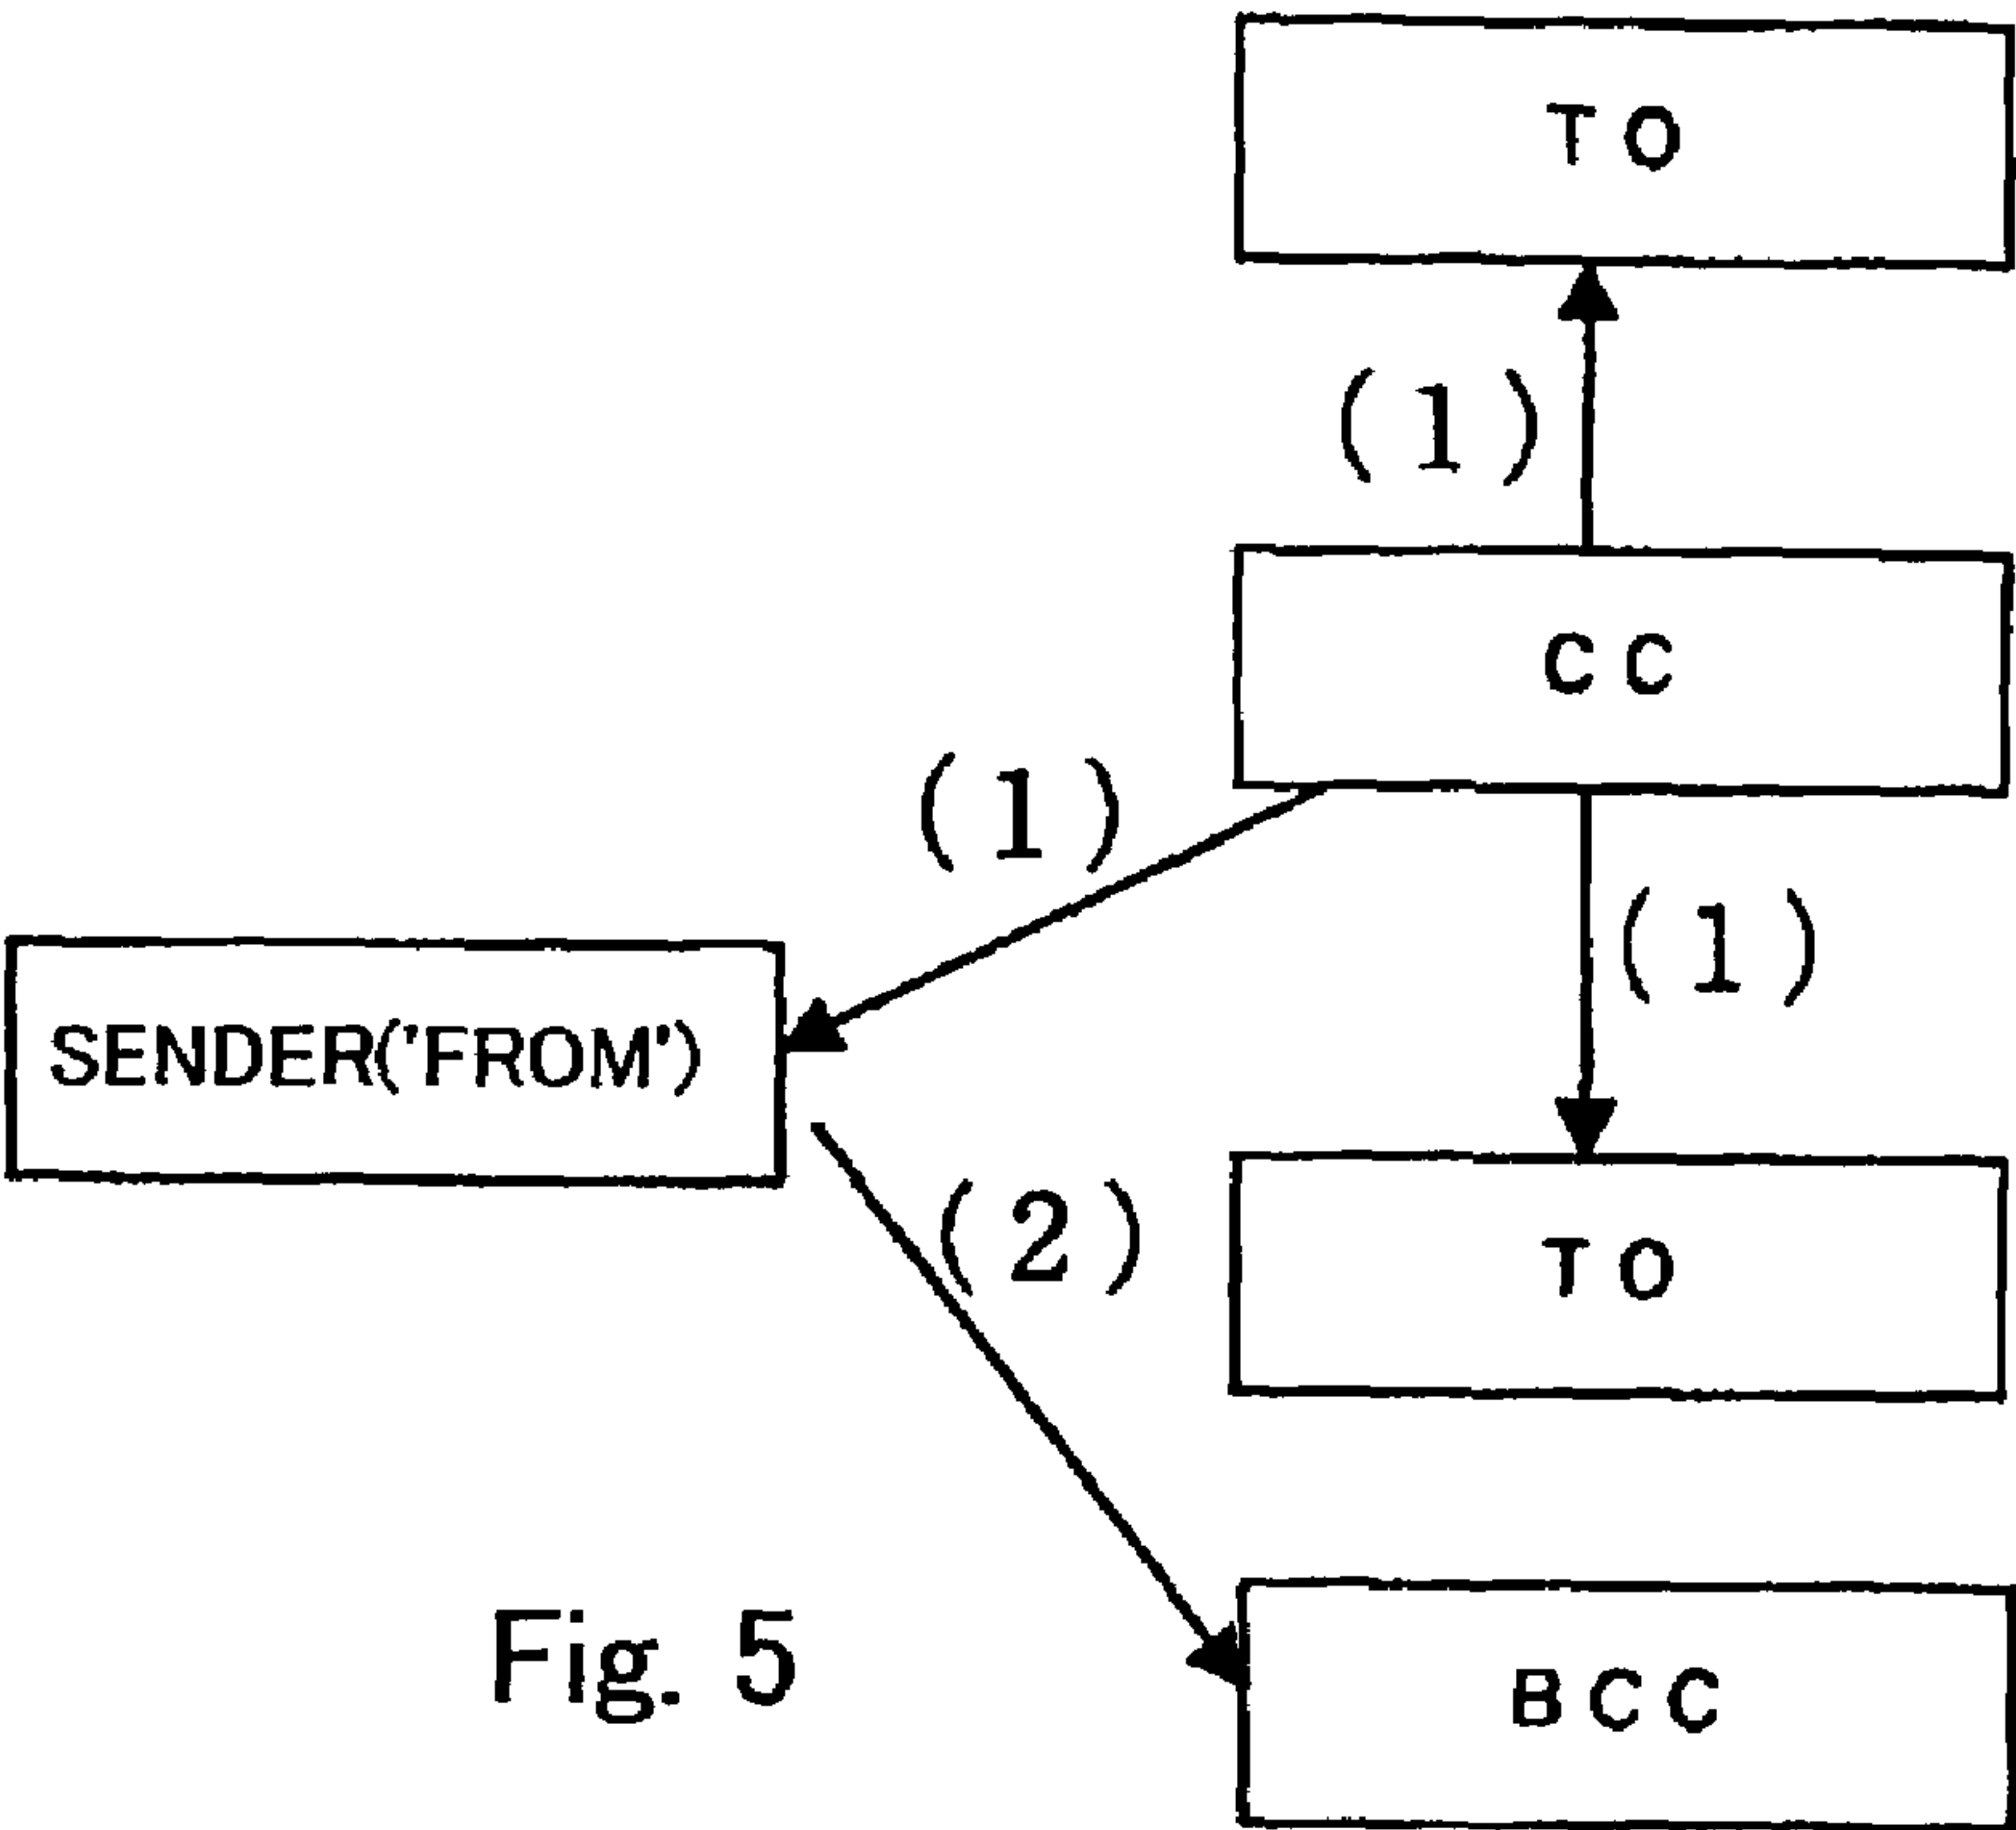 TO
(1)
CC
(1)
(1)
SENDER('FROM')
(2)
TO
Fig. 5
BCC